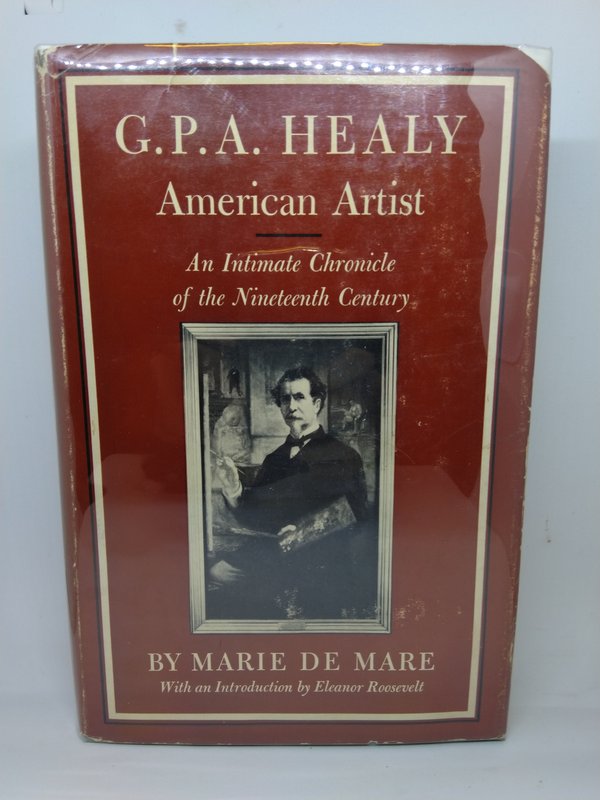 G.P.A. HEALY
American Artist
An Intimate Chronicle
of the Nineteenth Century
BY MARIE DE MARE
With an Introduction by Eleanor Roosevelt